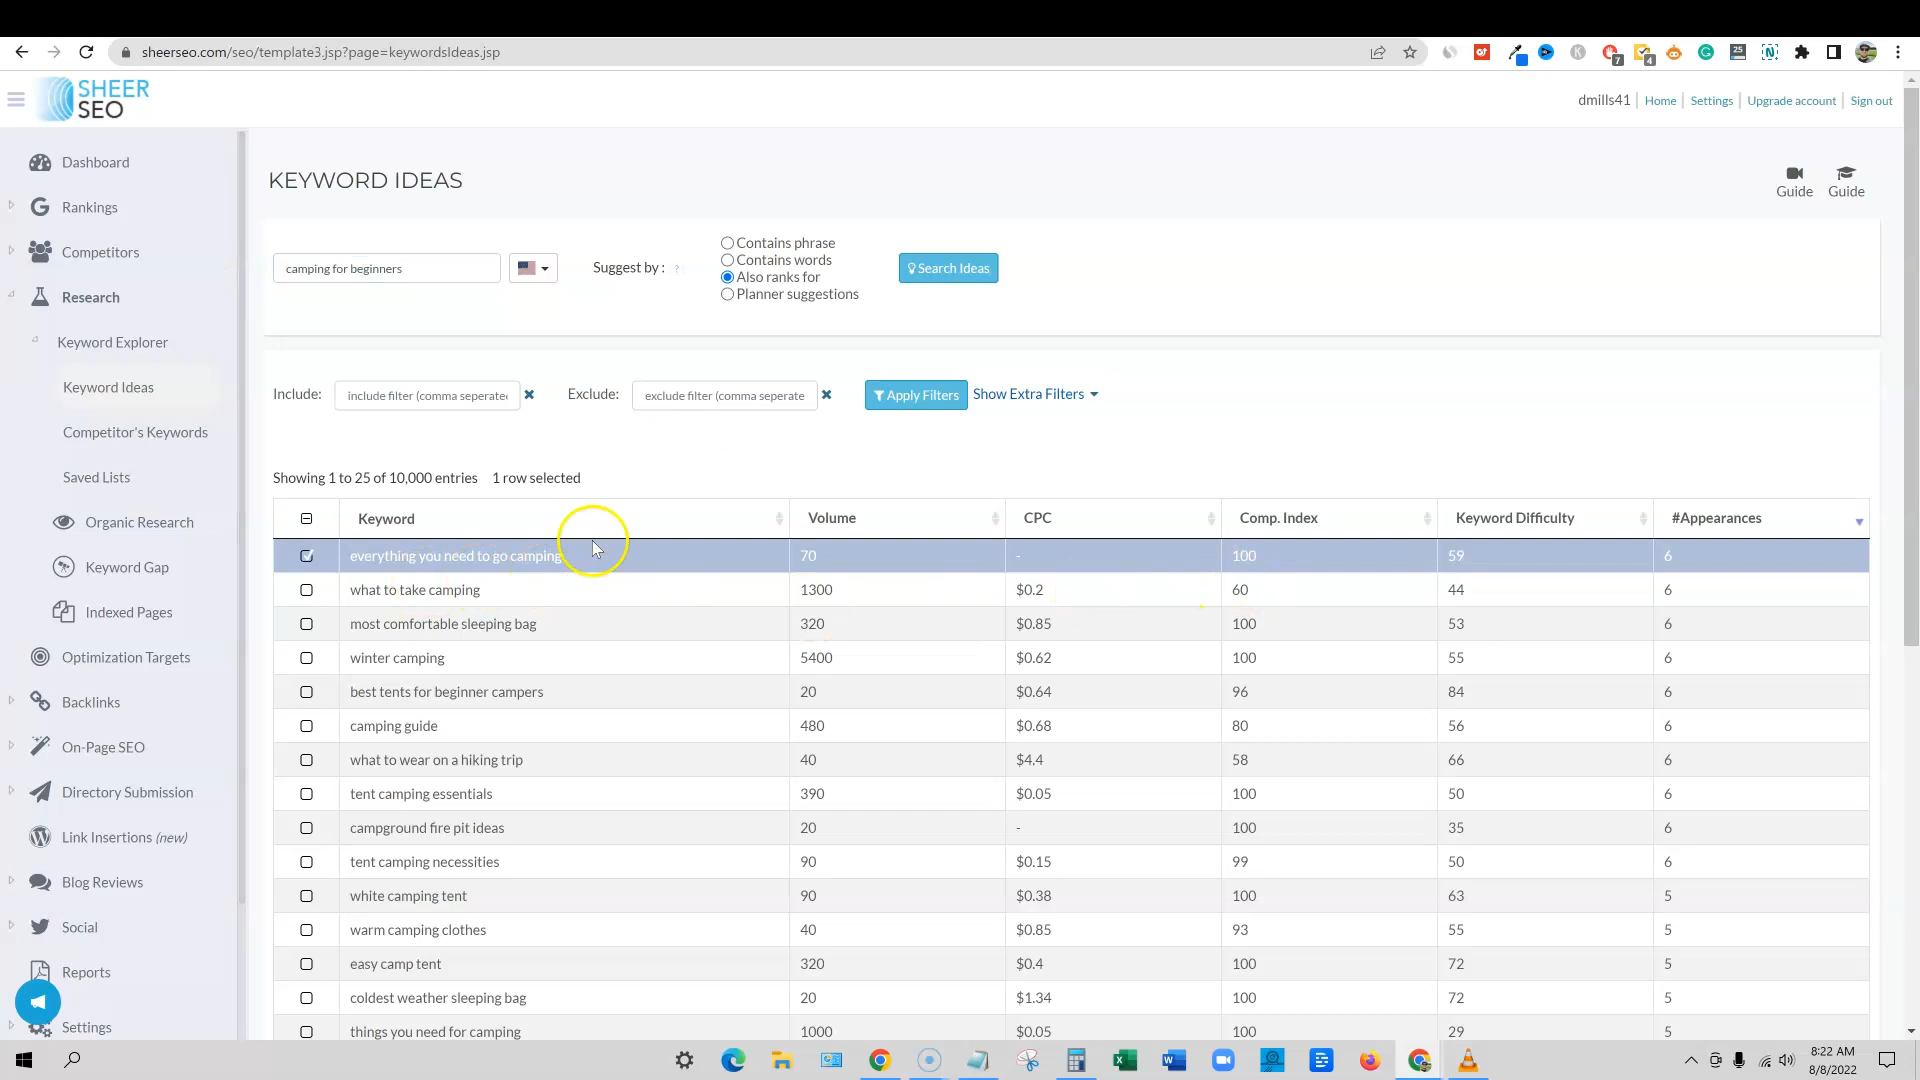 sheerseo.com/seo/template3.jsp?page=keywordsIdeas.jsp
25
7
4
SHEER
SEO
dmills41 Home Settings Upgrade account Sign out
Dashboard
Rankings
Competitors
Research
Keyword Explorer
Keyword Ideas
Competitor's Keywords
Saved Lists
Organic Research
Keyword Gap
Indexed Pages
Optimization Targets
Backlinks
On-Page SEO
Directory Submission
Link Insertions (new)
Blog Reviews
Social
Reports
Settings
KEYWORD IDEAS
Guide Guide
camping for beginners
Suggest by : ?
Contains phrase
Contains words
Also ranks for
Planner suggestions
Search Ideas
Include: include filter (comma seperate Exclude: exclude filter (comma seperate Apply Filters Show Extra Filters
Showing 1 to 25 of 10,000 entries 1 row selected
Keyword Volume CPC Comp. Index Keyword Difficulty #Appearances
everything you need to go camping 70 - 100 59 6
what to take camping 1300 $0.2 60 44 6
most comfortable sleeping bag 320 $0.85 100 53 6
winter camping 5400 $0.62 100 55 6
best tents for beginner campers 20 $0.64 96 84 6
camping guide 480 $0.68 80 56 6
what to wear on a hiking trip 40 $4.4 58 66 6
tent camping essentials 390 $0.05 100 50 6
campground fire pit ideas 20 - 100 35 6
tent camping necessities 90 $0.15 99 50 6
white camping tent 90 $0.38 100 63 5
warm camping clothes 40 $0.85 93 55 5
easy camp tent 320 $0.4 100 72 5
coldest weather sleeping bag 20 $1.34 100 72 5
things you need for camping 1000 $0.05 100 29 5
8:22 AM
8/8/2022